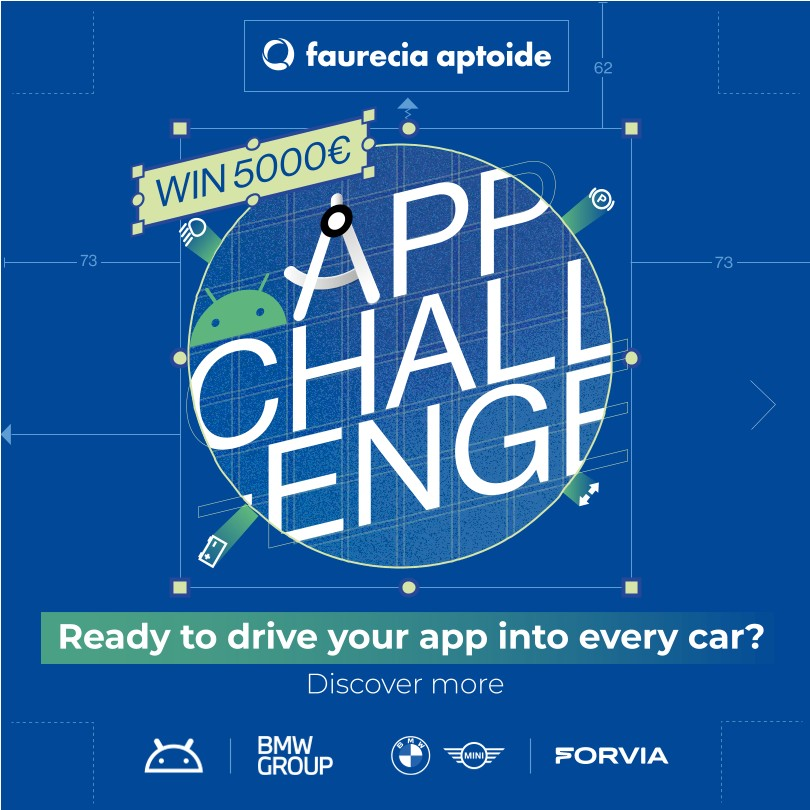 faurecia aptoide
62
WIN 5000€
P
73
73
APP
CHALL
ENGE
Ready to drive your app into every car?
Discover more
BMW
GROUP
BMW
MINI
FORVIA